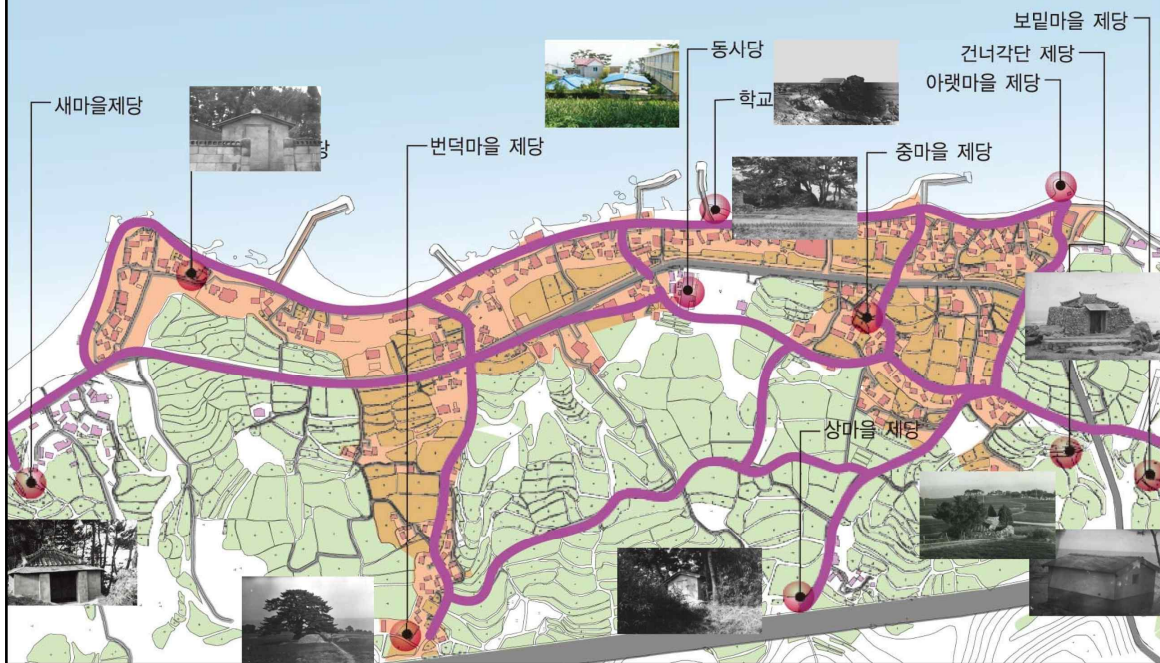 보밑마을 제당
동사당
건너각단 제당
학교
아랫마을 제당
새마을제당
당
번덕마을 제당
중마을 제당
상마을 제당